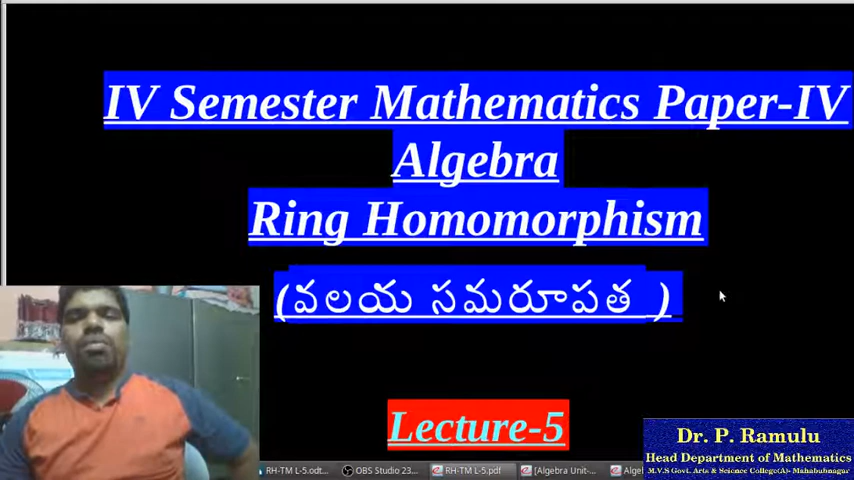 IV Semester Mathematics Paper-IV
Algebra
Ring Homomorphism
(వలయ సమరూపత )
Lecture-5
Dr. P. Ramulu
Head Department of Mathematics
M.V.S Govt. Arts & Science College(A)- Mahabubnagar
RH-TM L-5.odt... OBS Studio 23... RH-TM L-5.pdf [Algebra Unit-... [Algeb